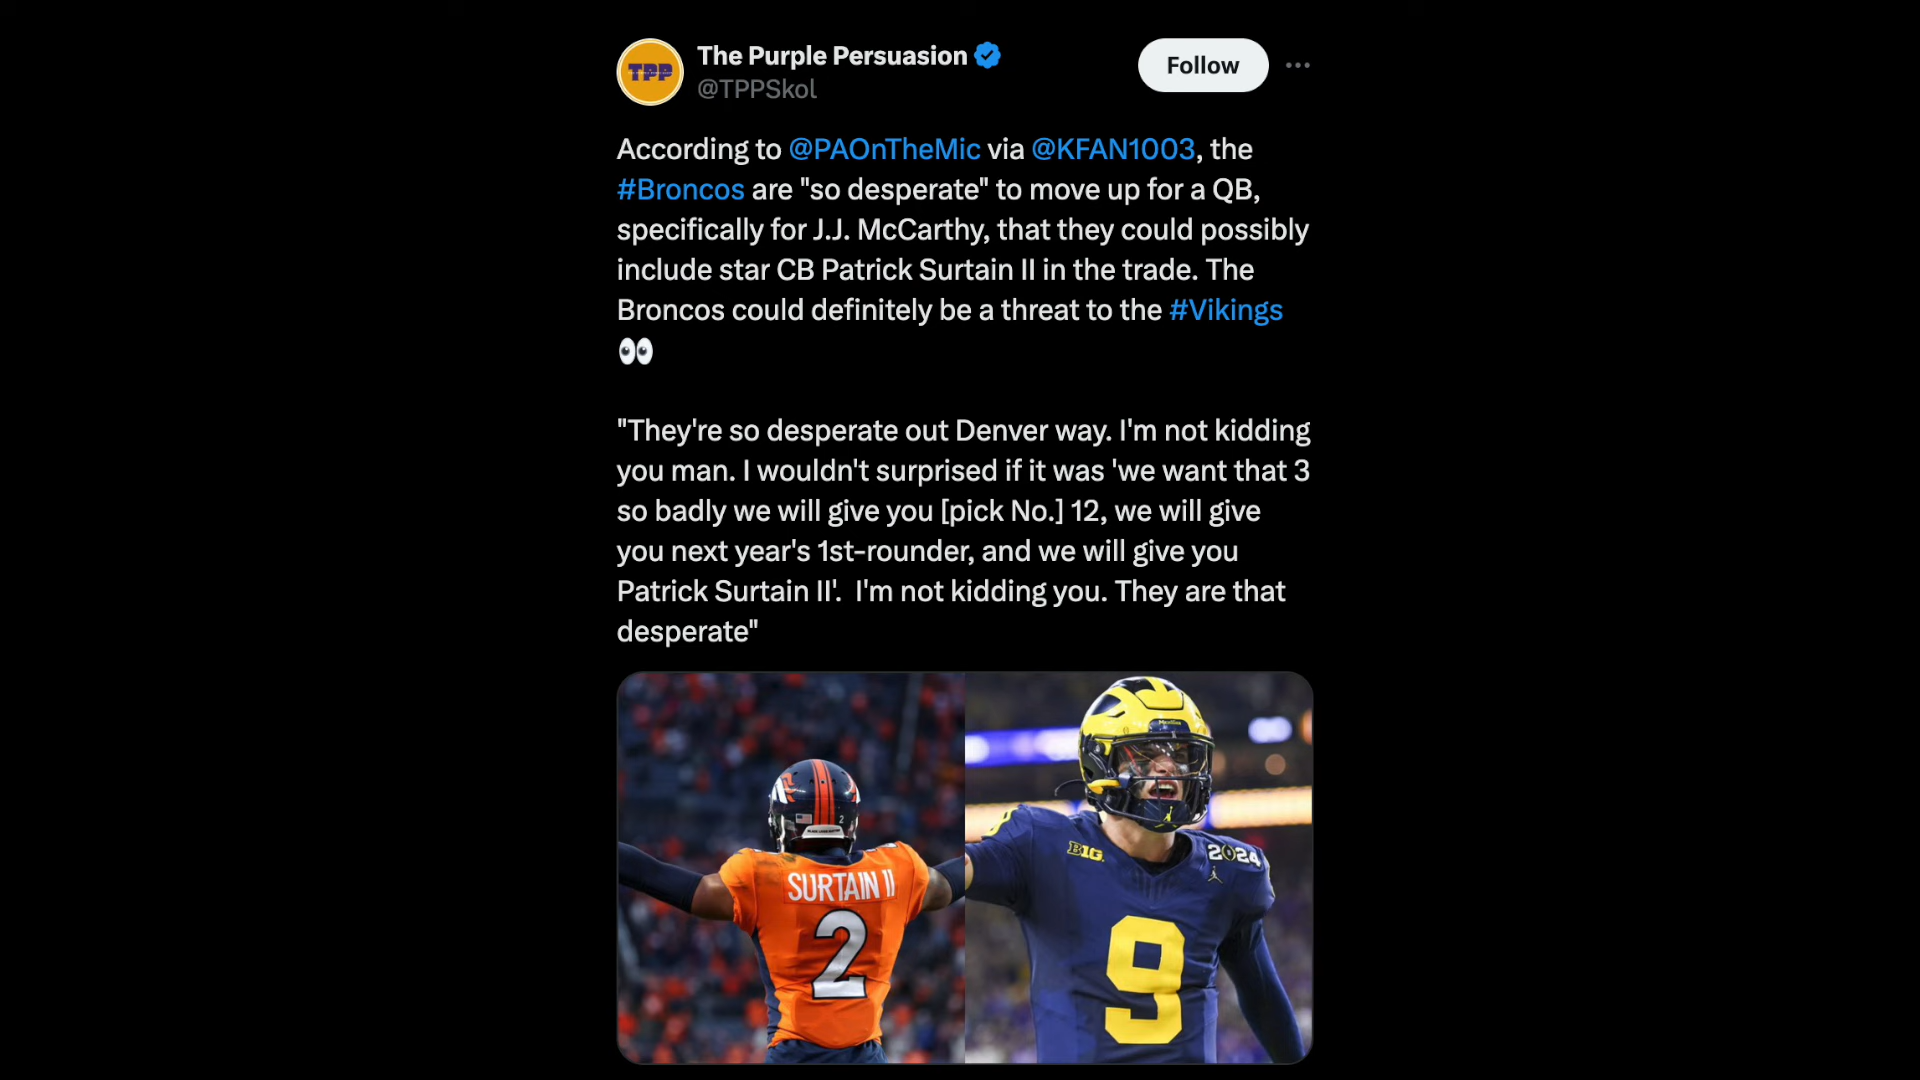 TPP
The Purple Persuasion
@TPPSkol
Follow
According to @PAOnTheMic via @KFAN1003, the
#Broncos are "so desperate" to move up for a QB,
specifically for J.J. McCarthy, that they could possibly
include star CB Patrick Surtain II in the trade. The
Broncos could definitely be a threat to the #Vikings
"They're so desperate out Denver way. I'm not kidding
you man. I wouldn't surprised if it was 'we want that 3
so badly we will give you [pick No.] 12, we will give
you next year's 1st-rounder, and we will give you
Patrick Surtain II'.  I'm not kidding you. They are that
desperate"
2
SURTAIN II
2
B1G
2024
9